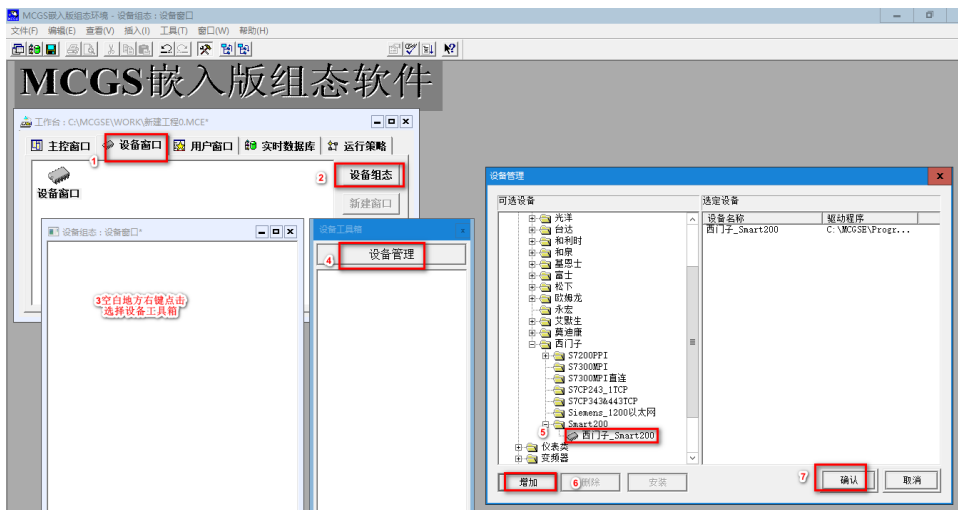 MCGS嵌入版组态环境 - 设备组态：设备窗口
文件(F) 编辑(E) 查看(V) 插入(I) 工具(T) 窗口(W) 帮助(H)
MCGS嵌入版组态软件
工作台：C:\MCGSE\WORK\新建工程0.MCE*
主控窗口 设备窗口 用户窗口 实时数据库 运行策略
1
设备窗口
2 设备组态
新建窗口
设备组态：设备窗口*
3空白地方右键点击
选择设备工具箱
设备工具箱
4 设备管理
设备管理
可选设备
选定设备
光洋
台达
和利时
和泉
基恩士
富士
松下
欧姆龙
永宏
艾默生
莫迪康
西门子
S7200PPI
S7300MPI
S7300MPI直连
S7CP243_1TCP
S7CP343&443TCP
Siemens_1200以太网
Smart200
5 西门子_Smart200
仪表类
变频器
设备名称 驱动程序
西门子_Smart200 C:\MCGSE\Progr...
增加 6 删除 安装
7 确认 取消